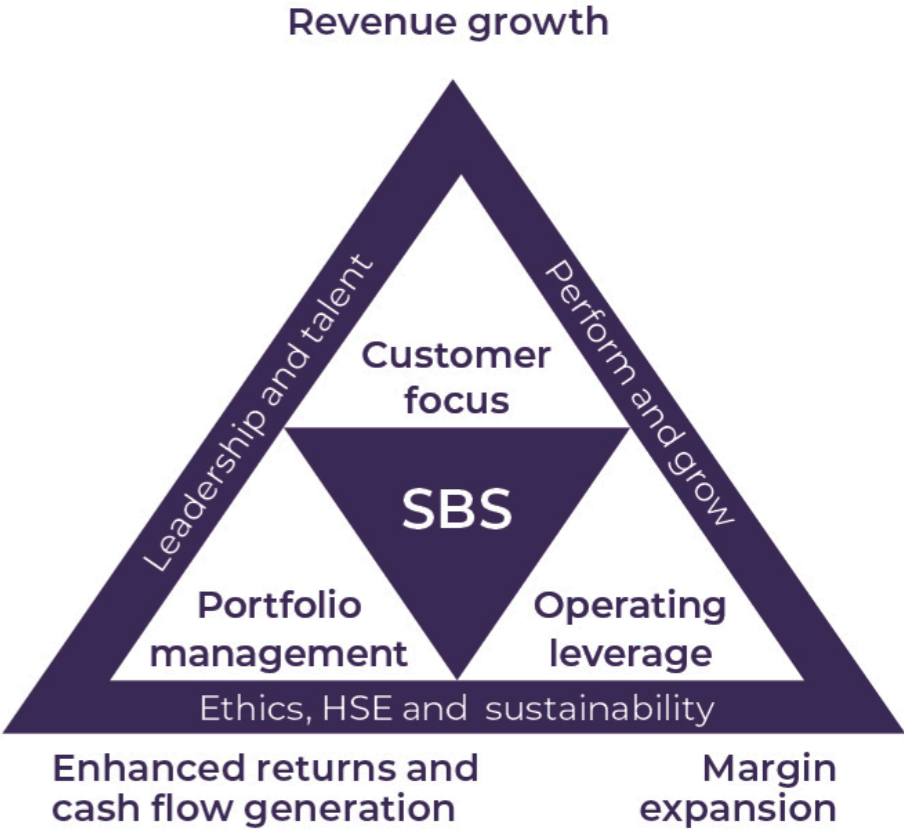 Revenue growth
Leadership and talent
Perform and grow
Customer
focus
SBS
Portfolio
management
Operating
leverage
Ethics, HSE and sustainability
Enhanced returns and
cash flow generation
Margin
expansion